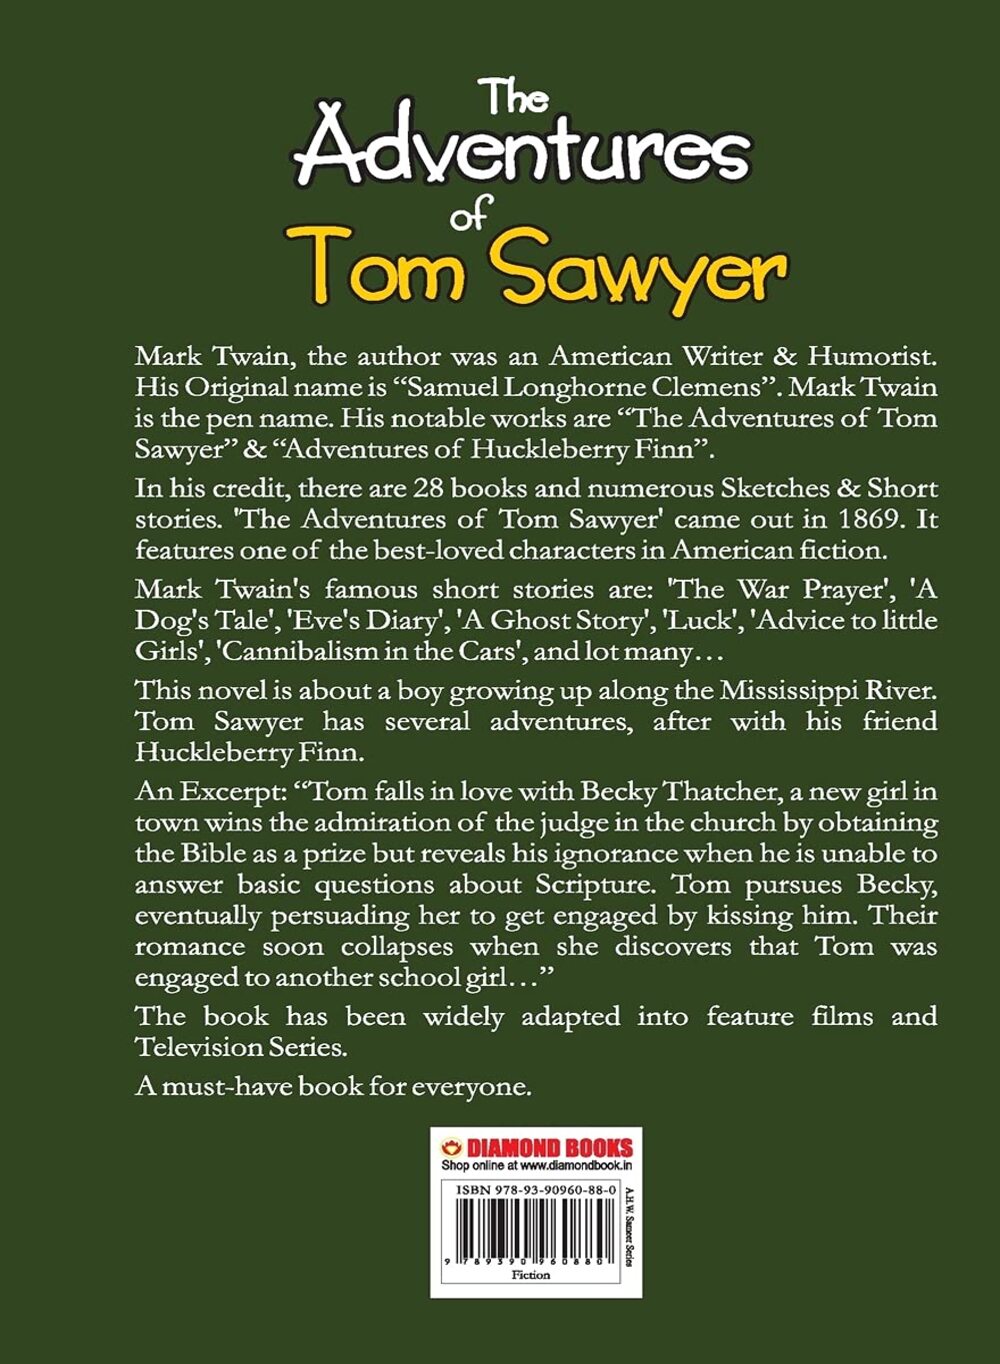 The
Adventures
of
Tom Sawyer
Mark Twain, the author was an American Writer & Humorist.
His Original name is “Samuel Longhorne Clemens”. Mark Twain
is the pen name. His notable works are “The Adventures of Tom
Sawyer” & “Adventures of Huckleberry Finn”.
In his credit, there are 28 books and numerous Sketches & Short
stories. 'The Adventures of Tom Sawyer' came out in 1869. It
features one of the best-loved characters in American fiction.
Mark Twain's famous short stories are: 'The War Prayer', 'A
Dog's Tale', 'Eve's Diary', 'A Ghost Story', 'Luck', 'Advice to little
Girls', 'Cannibalism in the Cars', and lot many…
This novel is about a boy growing up along the Mississippi River.
Tom Sawyer has several adventures, after with his friend
Huckleberry Finn.
An Excerpt: “Tom falls in love with Becky Thatcher, a new girl in
town wins the admiration of the judge in the church by obtaining
the Bible as a prize but reveals his ignorance when he is unable to
answer basic questions about Scripture. Tom pursues Becky,
eventually persuading her to get engaged by kissing him. Their
romance soon collapses when she discovers that Tom was
engaged to another school girl…”
The book has been widely adapted into feature films and
Television Series.
A must-have book for everyone.
DIAMOND BOOKS
Shop online at www.diamondbook.in
ISBN 978-93-90960-88-0
9 789390 960880
Fiction
A.H.W. Sameer Series